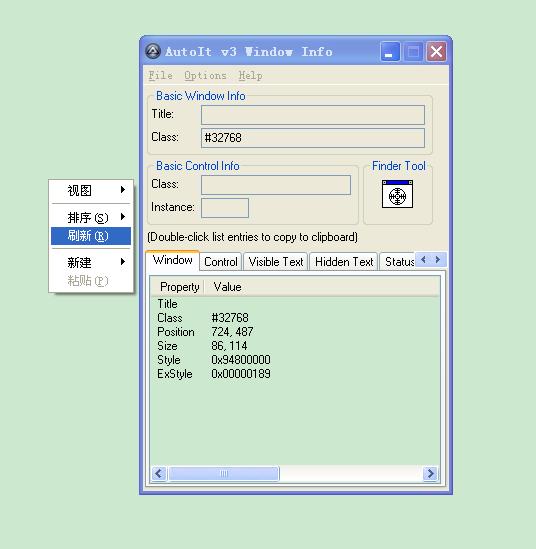 AutoIt v3 Window Info
File Options Help
Basic Window Info
Title:
Class: #32768
Basic Control Info
Finder Tool
Class:
Instance:
(Double-click list entries to copy to clipboard)
Window Control Visible Text Hidden Text Status
Property Value
Title
Class #32768
Position 724, 487
Size 86, 114
Style 0x94800000
ExStyle 0x00000189
视图
排序(S)
刷新(R)
新建
粘贴(P)